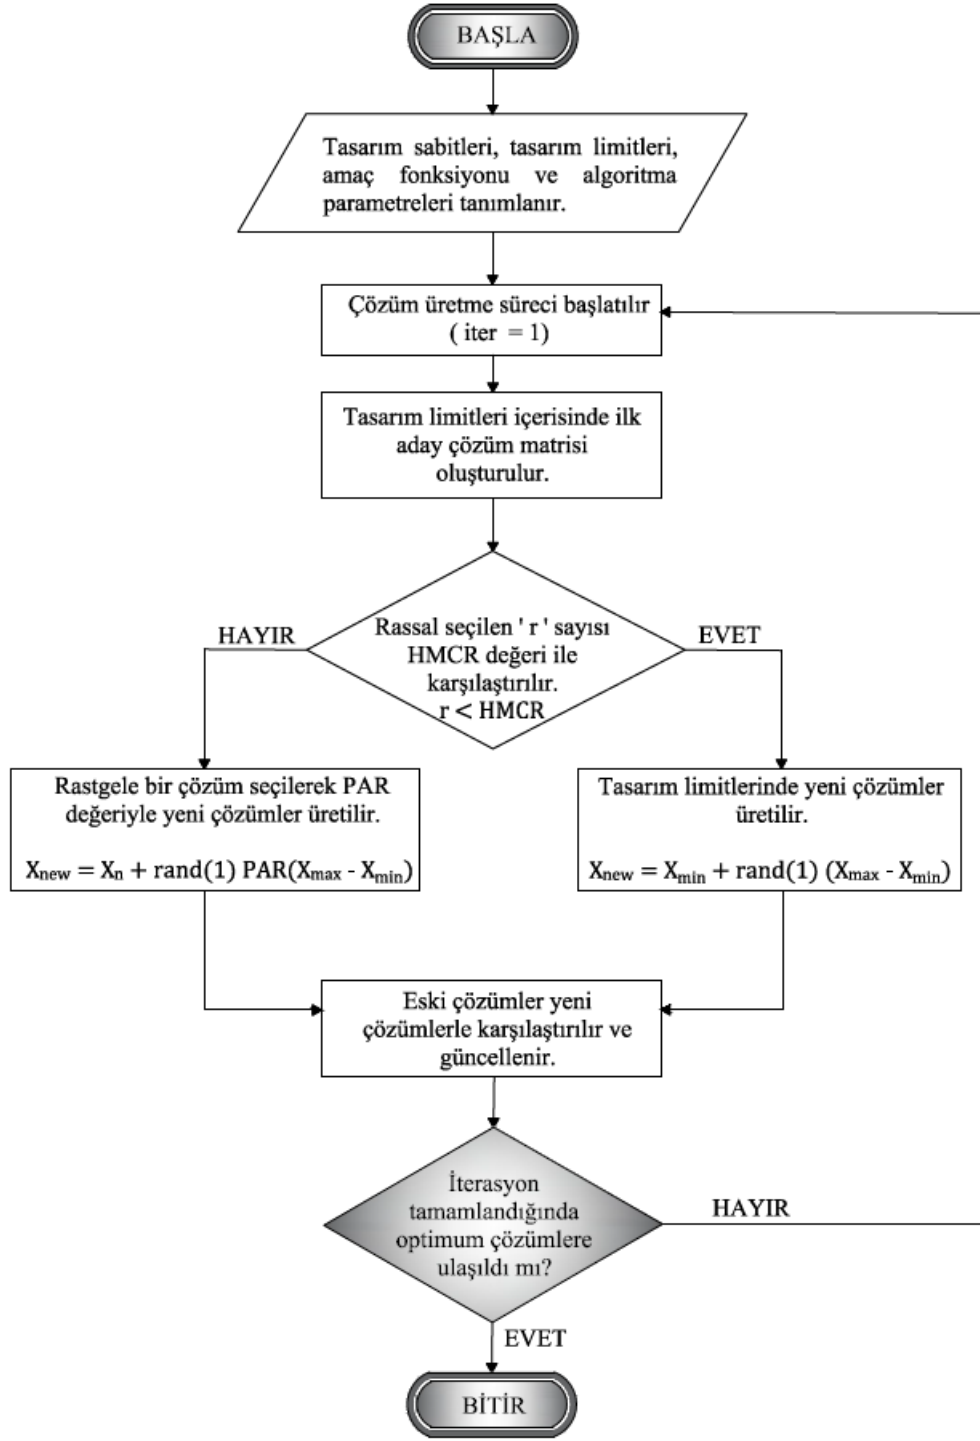 BAŞLA
Tasarım sabitleri, tasarım limitleri,
amaç fonksiyonu ve algoritma
parametreleri tanımlanır.
Çözüm üretme süreci başlatılır
( iter = 1)
Tasarım limitleri içerisinde ilk
aday çözüm matrisi
oluşturulur.
HAYIR
EVET
Rassal seçilen ' r ' sayısı
HMCR değeri ile
karşılaştırılır.
r < HMCR
Rastgele bir çözüm seçilerek PAR
değeriyle yeni çözümler üretilir.
Xnew = Xn + rand(1) PAR(Xmax - Xmin)
Tasarım limitlerinde yeni çözümler
üretilir.
Xnew = Xmin + rand(1) (Xmax - Xmin)
Eski çözümler yeni
çözümlerle karşılaştırılır ve
güncellenir.
İterasyon
tamamlandığında
optimum çözümlere
ulaşıldı mı?
HAYIR
EVET
BİTİR